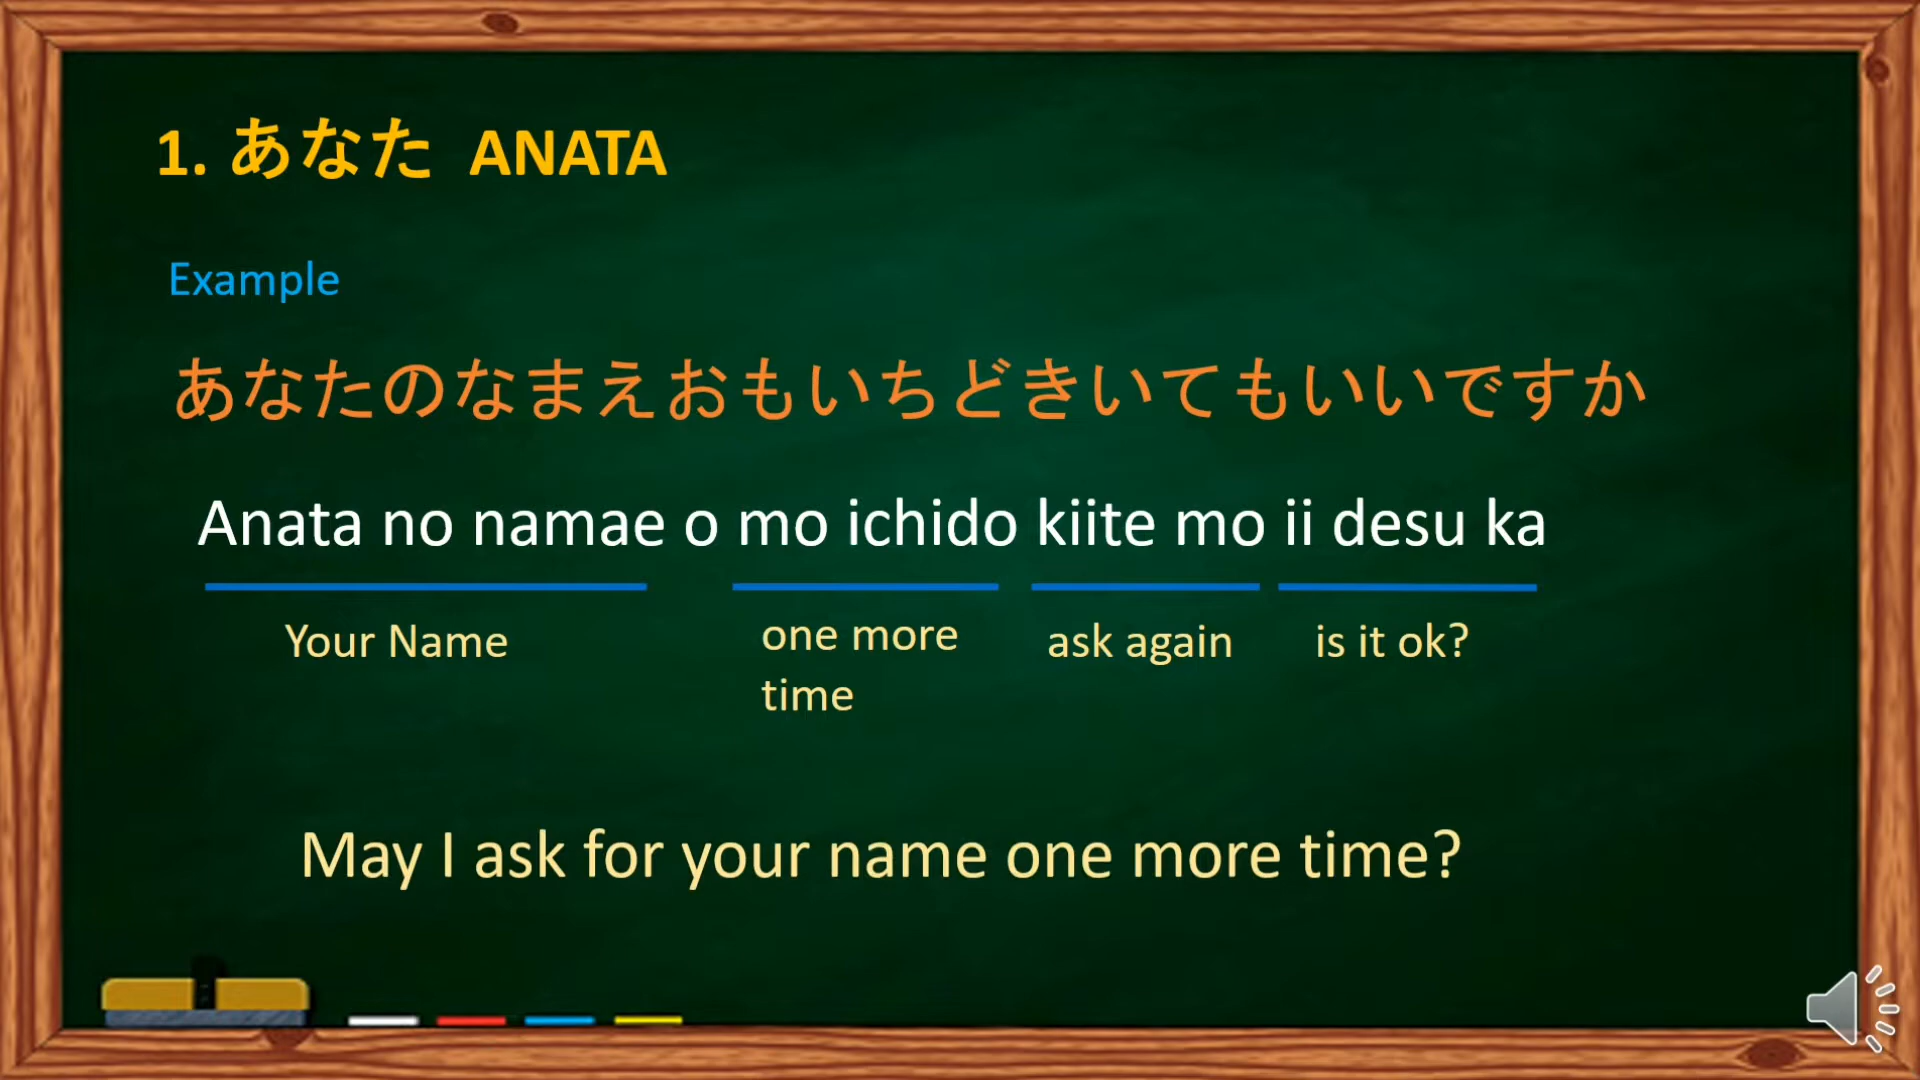 1. あなた ANATA
Example
あなたのなまえおもいちどきいてもいいですか
Anata no namae o mo ichido kiite mo ii desu ka
Your Name
one more
time
ask again
is it ok?
May I ask for your name one more time?